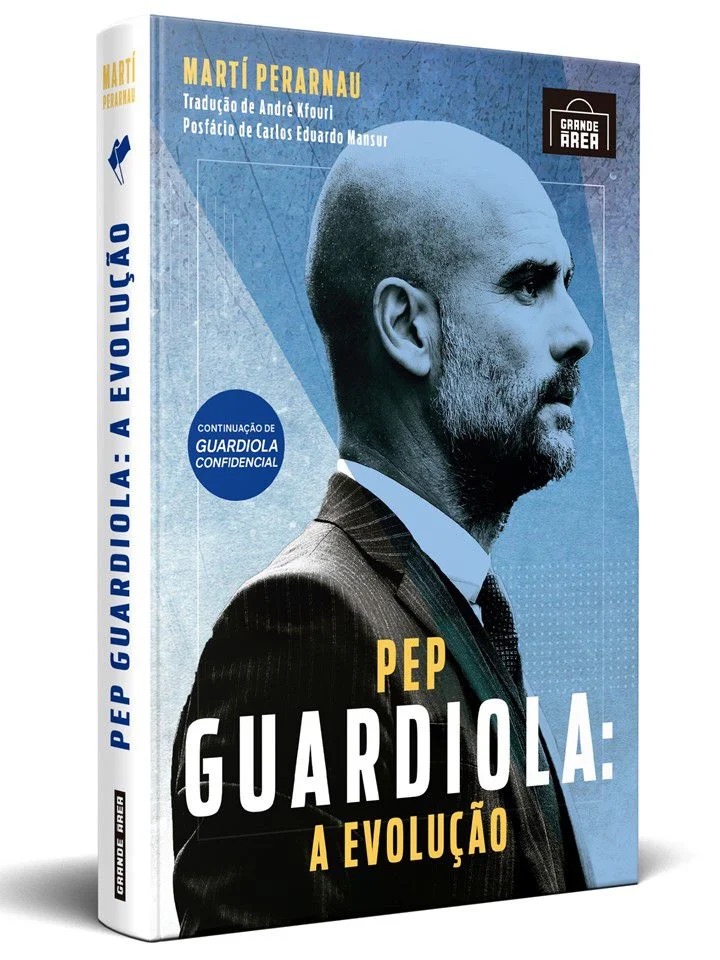 MARTÍ
PERARNAU
PEP GUARDIOLA: A EVOLUÇÃO
GRANDE ÁREA
MARTÍ PERARNAU
Tradução de André Kfouri
Posfácio de Carlos Eduardo Mansur
GRANDE
ÁREA
CONTINUAÇÃO DE
GUARDIOLA
CONFIDENCIAL
PEP
GUARDIOLA:
A EVOLUÇÃO